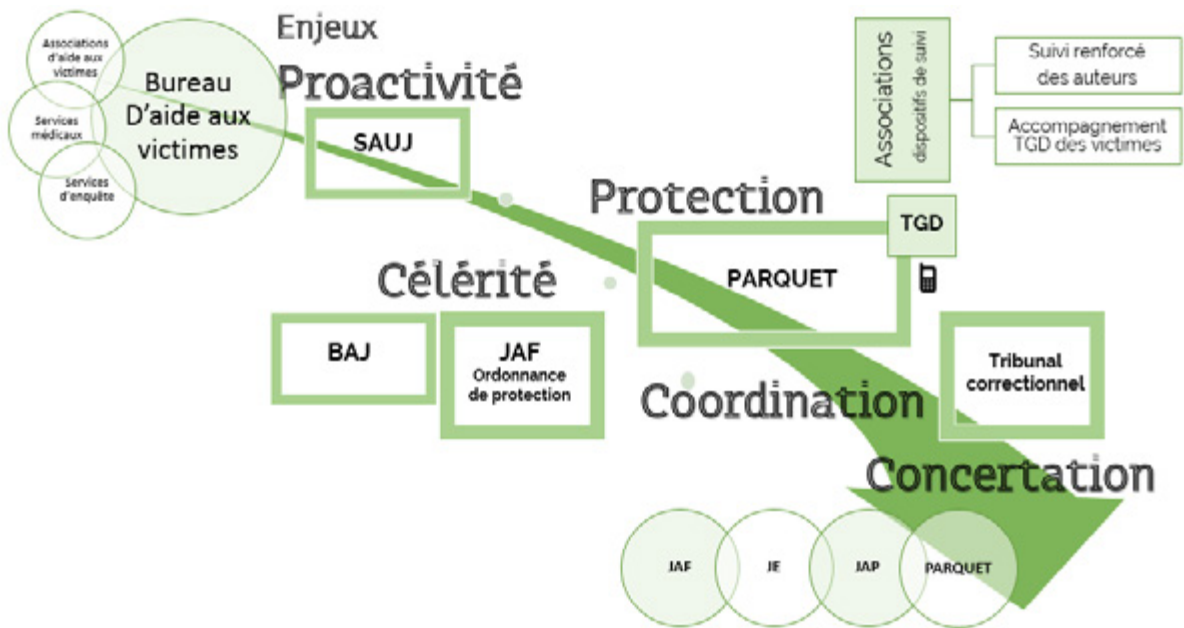 Associations
d'aide aux
victimes
Services
médicaux
Services
d'enquête
Bureau
D'aide aux
victimes
Enjeux
Proactivité
SAUJ
Associations
dispositifs de suivi
Suivi renforcé
des auteurs
Accompagnement
TGD des victimes
Protection
TGD
PARQUET
Célérité
BAJ
JAF
Ordonnance
de protection
Tribunal
correctionnel
Coordination
Concertation
JAF
JE
JAP
PARQUET